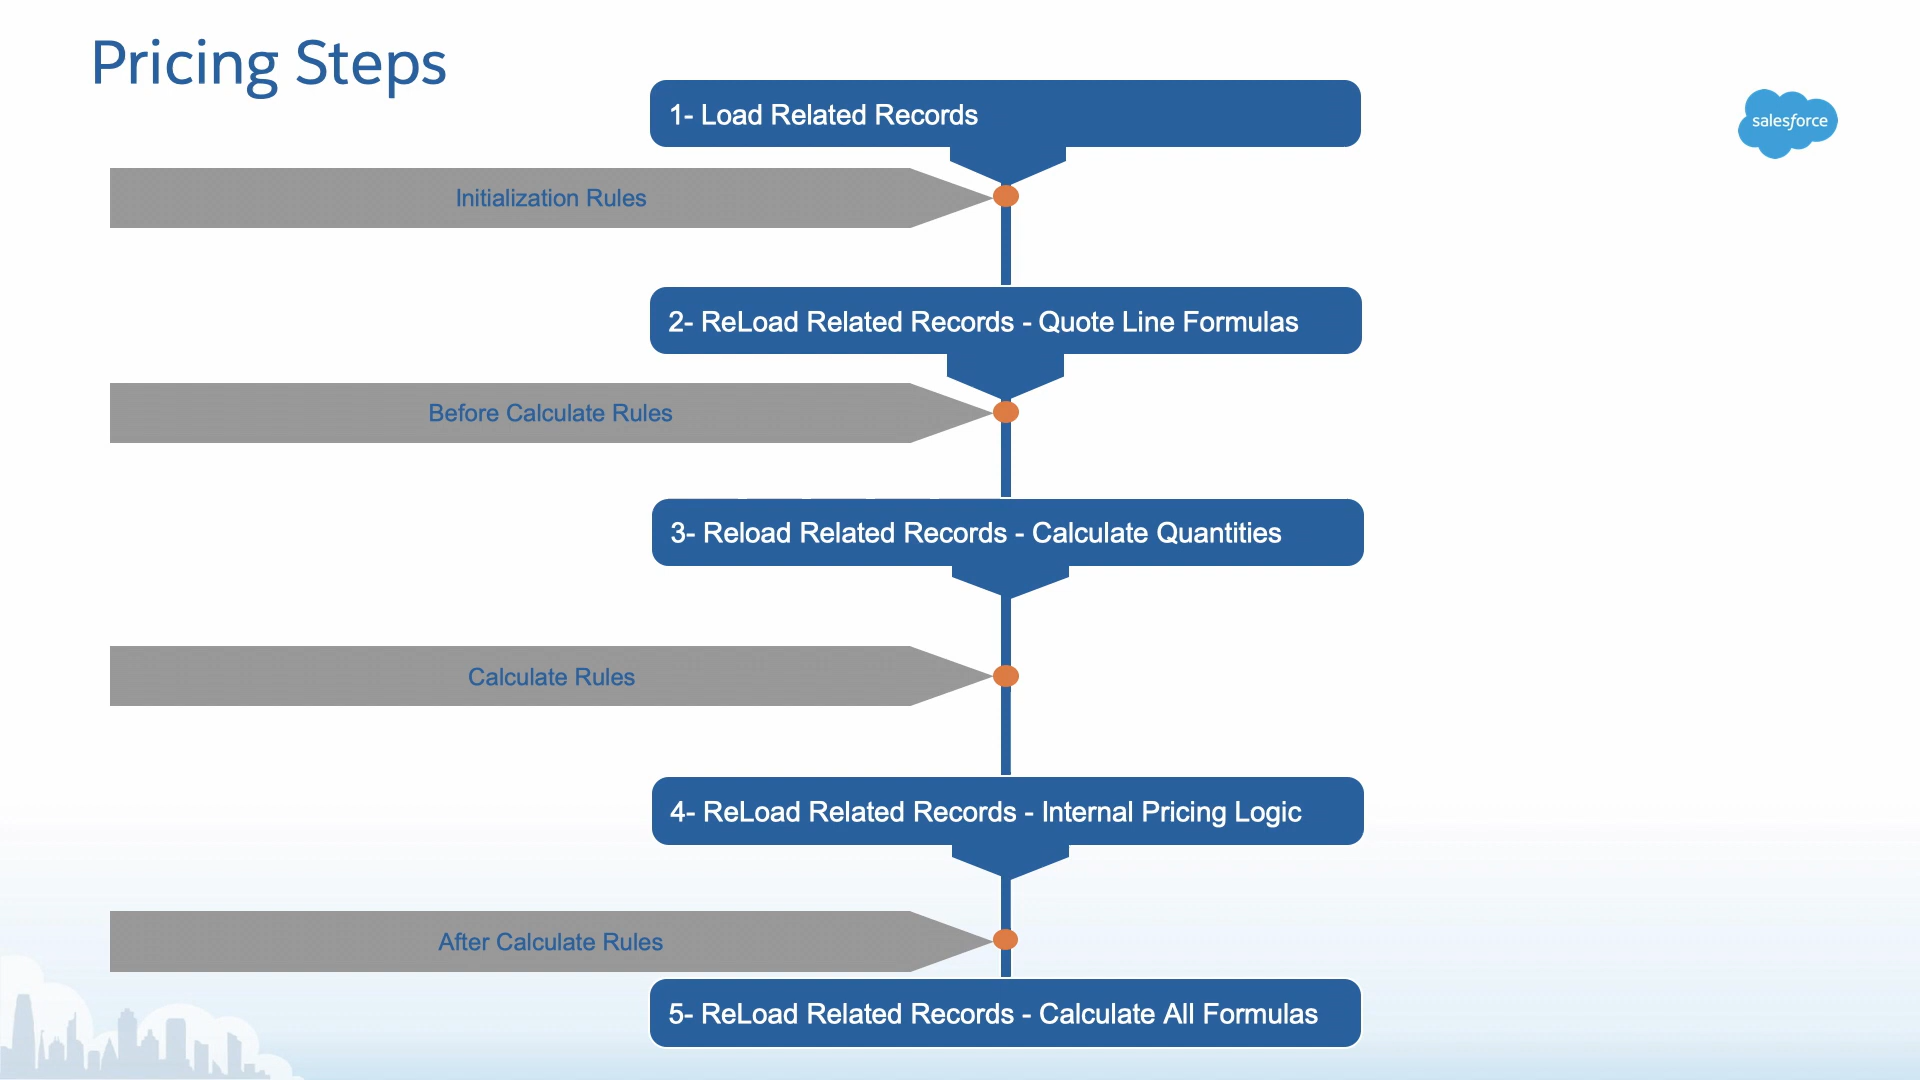 Pricing Steps
1- Load Related Records
salesforce
Initialization Rules
2- ReLoad Related Records - Quote Line Formulas
Before Calculate Rules
3- Reload Related Records - Calculate Quantities
Calculate Rules
4- ReLoad Related Records - Internal Pricing Logic
After Calculate Rules
5- ReLoad Related Records - Calculate All Formulas